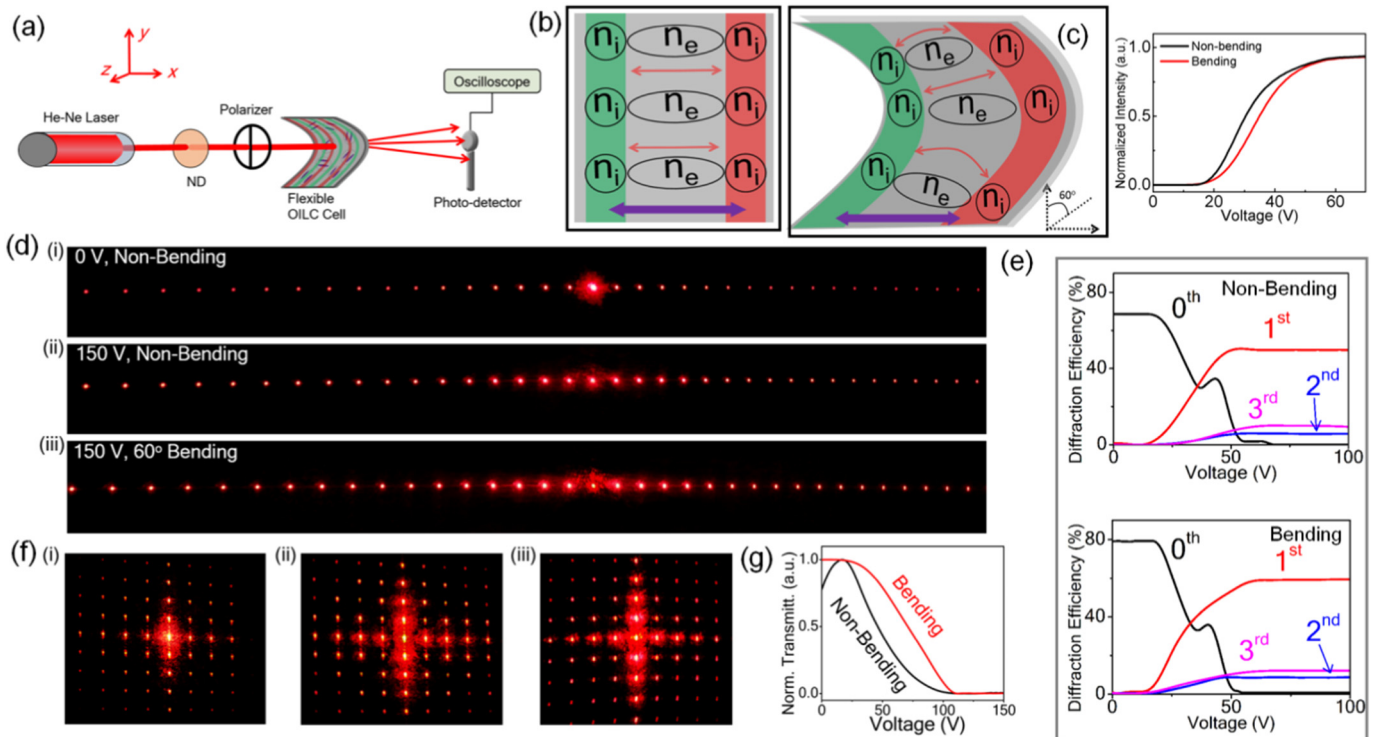 (a)
y
z
x
He-Ne Laser
ND
Polarizer
Flexible
OILC Cell
Oscilloscope
Photo-detector
(b)
n_i n_e n_i
n_i n_e n_i
n_i n_e n_i
n_i n_e n_i
n_i n_e n_i
n_i n_e n_i
60°
(c)
Normalized Intensity (a.u.)
1.0
0.5
0.0
Non-bending
Bending
0 20 40 60
Voltage (V)
(d)
(i)
0 V, Non-Bending
(ii)
150 V, Non-Bending
(iii)
150 V, 60° Bending
(e)
Diffraction Efficiency (%)
80
40
0
Non-Bending
0th
1st
2nd
3rd
0 50 100
Voltage (V)
Diffraction Efficiency (%)
80
40
0
Bending
0th
1st
2nd
3rd
0 50 100
Voltage (V)
(f)
(i)
(ii)
(iii)
(g)
Norm. Transmitt. (a.u.)
1.0
0.5
0.0
Bending
Non-Bending
0 50 100 150
Voltage (V)